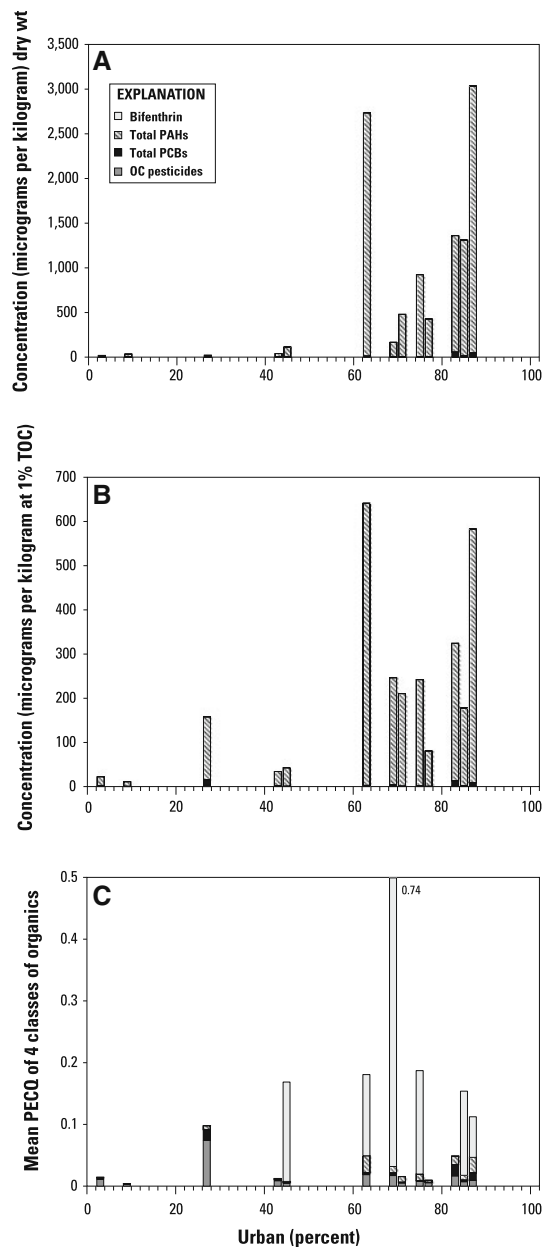 A
Concentration (micrograms per kilogram) dry wt
3,500
3,000
2,500
2,000
1,500
1,000
500
0
EXPLANATION
Bifenthrin
Total PAHs
Total PCBs
OC pesticides
0 20 40 60 80 100
B
Concentration (micrograms per kilogram at 1% TOC)
700
600
500
400
300
200
100
0
0 20 40 60 80 100
C
Mean PECQ of 4 classes of organics
0.5
0.4
0.3
0.2
0.1
0
0.74
0 20 40 60 80 100
Urban (percent)